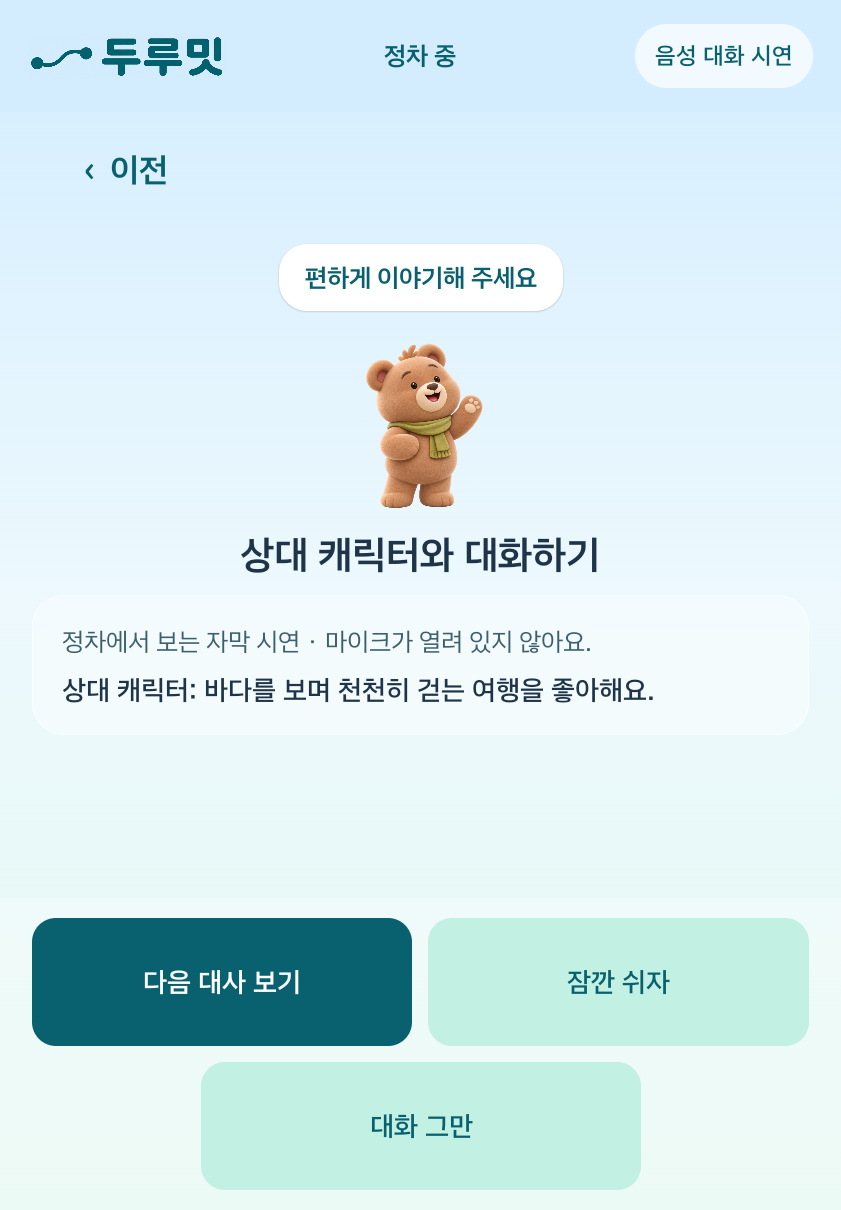 두루밋
정차 중
음성 대화 시연
‹ 이전
편하게 이야기해 주세요
상대 캐릭터와 대화하기
정차에서 보는 자막 시연 · 마이크가 열려 있지 않아요.
상대 캐릭터: 바다를 보며 천천히 걷는 여행을 좋아해요.
다음 대사 보기
잠깐 쉬자
대화 그만